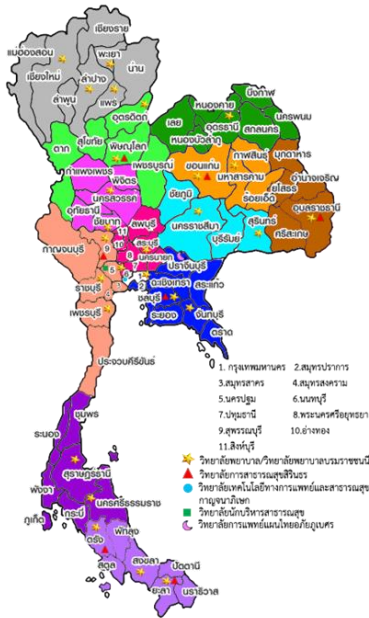 เชียงราย
แม่ฮ่องสอน
พะเยา
เชียงใหม่
น่าน
ลำปาง
ลำพูน
แพร่
อุตรดิตถ์
สุโขทัย
ตาก
พิษณุโลก
กำแพงเพชร
พิจิตร
เพชรบูรณ์
นครสวรรค์
อุทัยธานี
ชัยนาท
ลพบุรี
สระบุรี
นครนายก
บึงกาฬ
หนองคาย
เลย
อุดรธานี
นครพนม
สกลนคร
หนองบัวลำภู
มุกดาหาร
กาฬสินธุ์
ขอนแก่น
มหาสารคาม
อำนาจเจริญ
ยโสธร
ร้อยเอ็ด
ชัยภูมิ
อุบลราชธานี
นครราชสีมา
สุรินทร์
ศรีสะเกษ
บุรีรัมย์
กาญจนบุรี
11
10
9
8
7
5
6
1
4
3
2
ปราจีนบุรี
สระแก้ว
ฉะเชิงเทรา
ราชบุรี
ชลบุรี
เพชรบุรี
ระยอง
จันทบุรี
ตราด
ประจวบคีรีขันธ์
1. กรุงเทพมหานคร 2.สมุทรปราการ
3.สมุทรสาคร 4.สมุทรสงคราม
5.นครปฐม 6.นนทบุรี
7.ปทุมธานี 8.พระนครศรีอยุธยา
9.สุพรรณบุรี 10.อ่างทอง
11.สิงห์บุรี
วิทยาลัยพยาบาล/วิทยาลัยพยาบาลบรมราชชนนี
วิทยาลัยการสาธารณสุขสิรินธร
วิทยาลัยเทคโนโลยีทางการแพทย์และสาธารณสุข
กาญจนาภิเษก
วิทยาลัยนักบริหารสาธารณสุข
วิทยาลัยการแพทย์แผนไทยอภัยภูเบศร
ชุมพร
ระนอง
สุราษฎร์ธานี
พังงา
นครศรีธรรมราช
ภูเก็ต
กระบี่
ตรัง
พัทลุง
สตูล
สงขลา
ปัตตานี
ยะลา
นราธิวาส